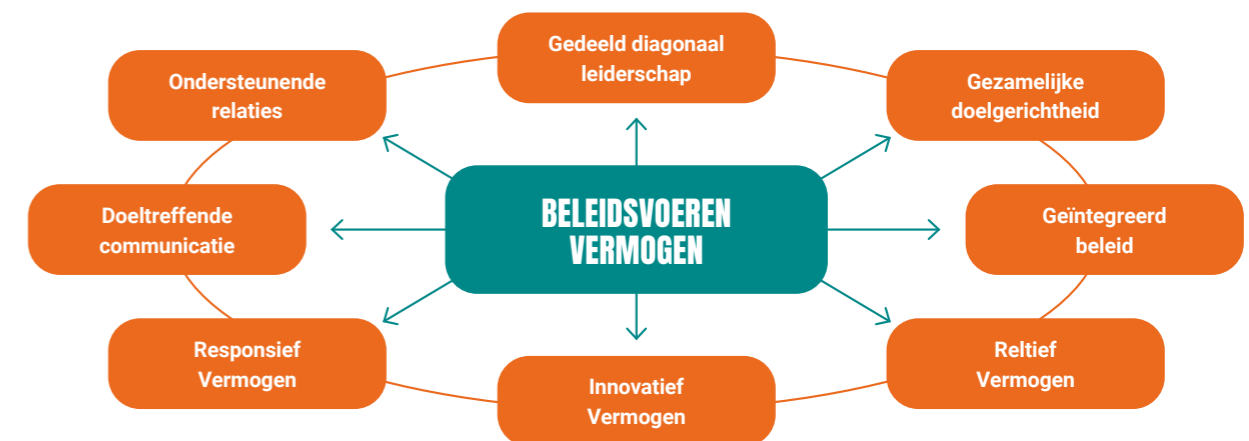 Gedeeld diagonaal
leiderschap
Ondersteunende
relaties
Gezamelijke
doelgerichtheid
Doeltreffende
communicatie
BELEIDSVOEREN
VERMOGEN
Geïntegreerd
beleid
Responsief
Vermogen
Innovatief
Vermogen
Reltief
Vermogen